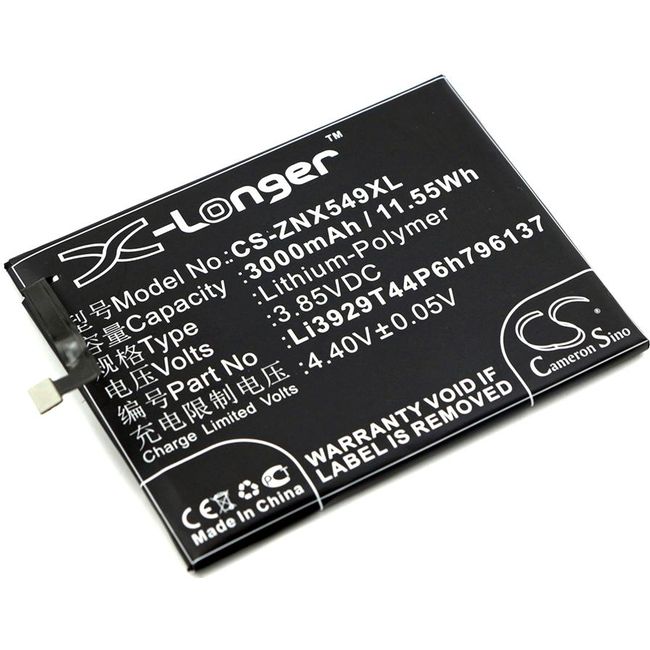 X-Longer™
型号Model No.:CS-ZNX549XL
容量Capacity: 3000mAh / 11.55Wh
类型Type: Lithium-Polymer
电压Volts: 3.85VDC
编号Part No.: Li3929T44P6h796137
充电限制电压: 4.40V±0.05V
Charge Limited Volts
WARRANTY VOID IF
LABEL IS REMOVED
Made In China
CS
Cameron Sino